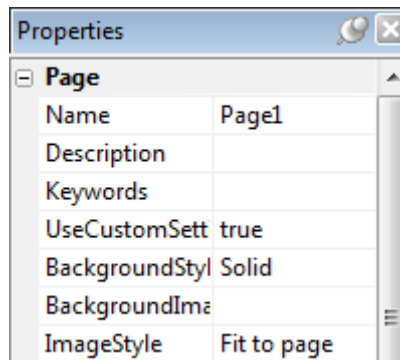 Properties
Page
Name Page1
Description
Keywords
UseCustomSett true
BackgroundStyl Solid
BackgroundIma
ImageStyle Fit to page